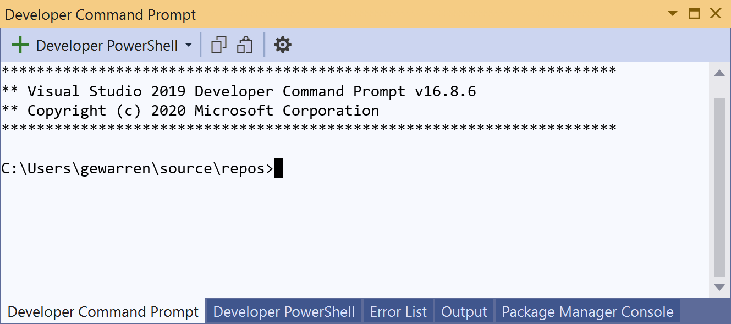 Developer Command Prompt
Developer PowerShell
**********************************************************************
** Visual Studio 2019 Developer Command Prompt v16.8.6
** Copyright (c) 2020 Microsoft Corporation
**********************************************************************
C:\Users\gewarren\source\repos>
Developer Command Prompt Developer PowerShell Error List Output Package Manager Console